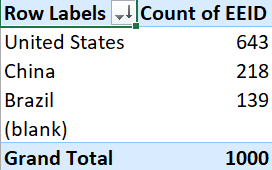 Row Labels Count of EEID
United States 643
China 218
Brazil 139
(blank)
Grand Total 1000